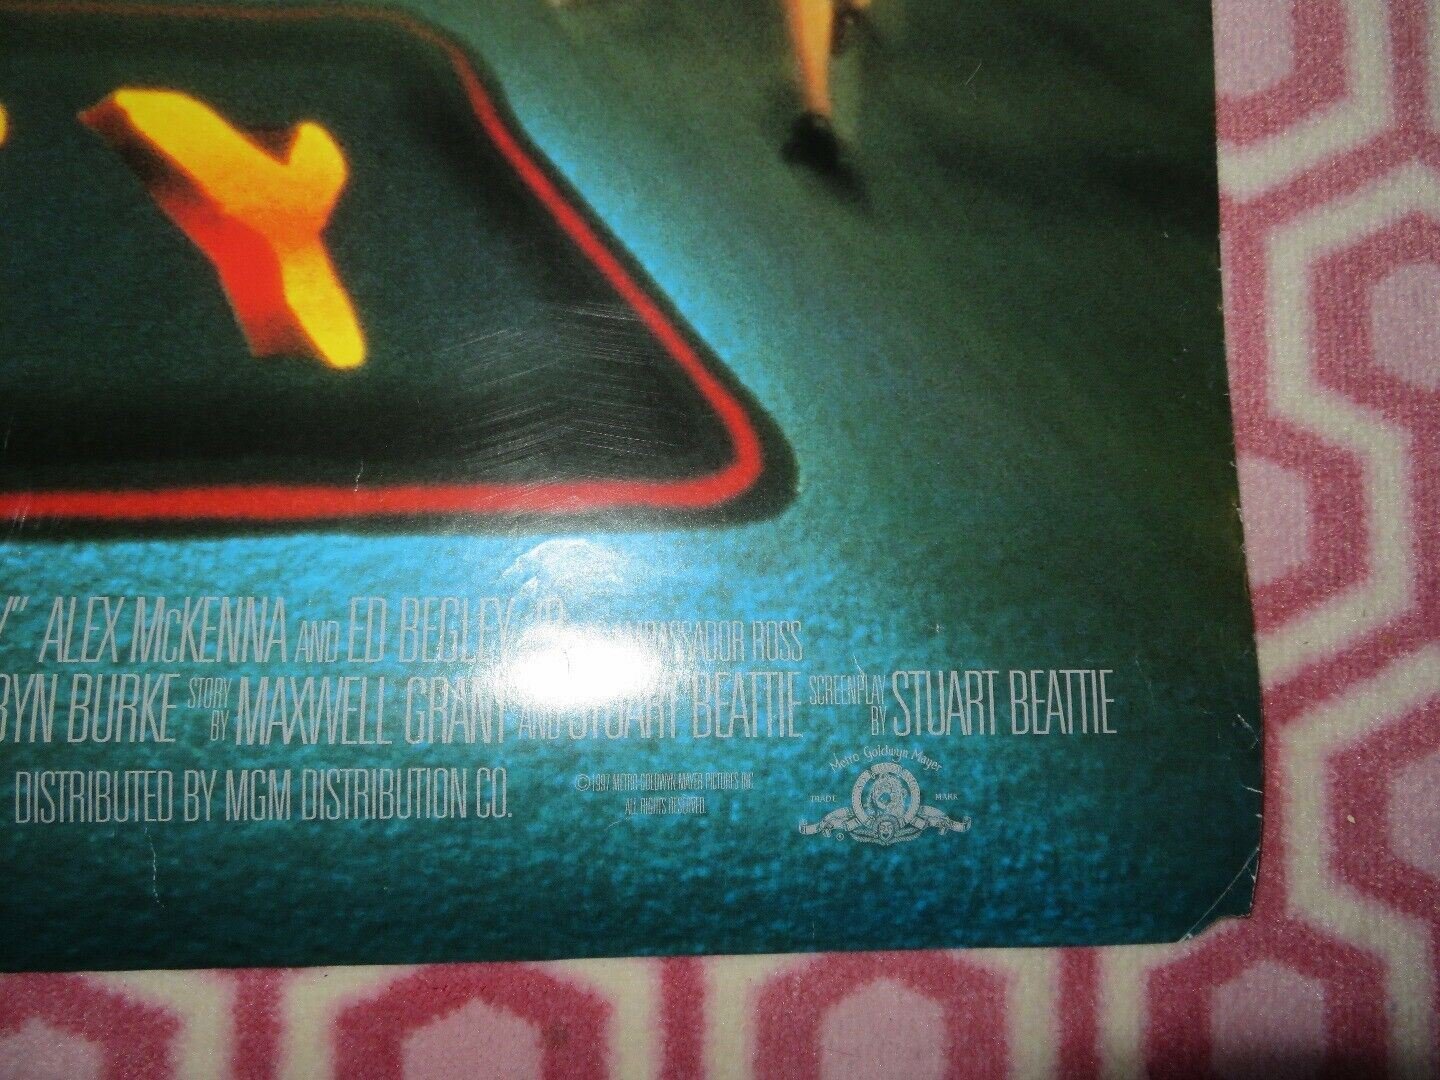 Y
Y" ALEX McKENNA AND ED BEGLEY, JR. AMBASSADOR ROSS
BYN BURKE STORY BY MAXWELL GRANT AND STUART BEATTIE SCREENPLAY BY STUART BEATTIE
DISTRIBUTED BY MGM DISTRIBUTION CO.
©1997 METRO-GOLDWYN-MAYER PICTURES INC.
ALL RIGHTS RESERVED.
Metro Goldwyn Mayer
TRADE MARK